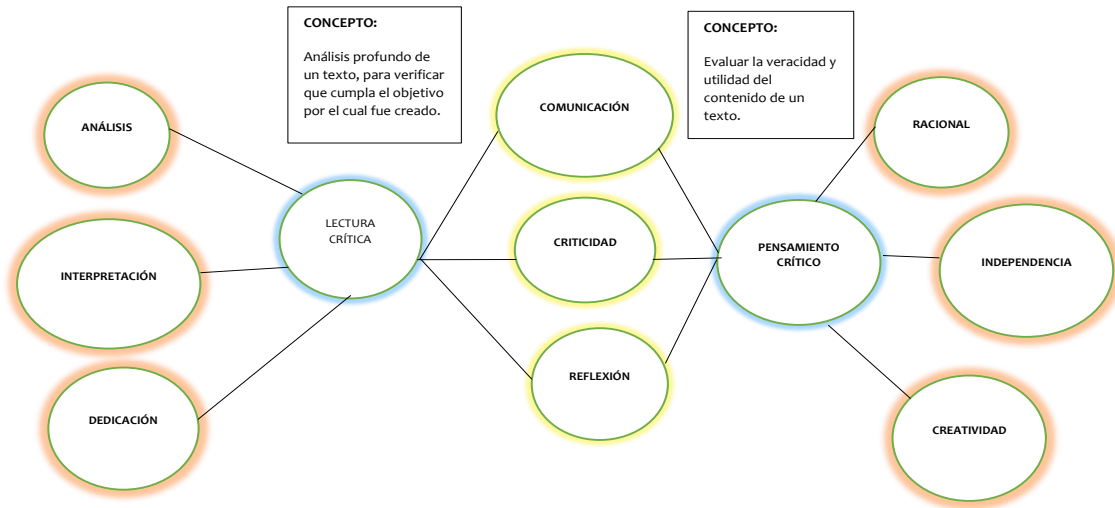 CONCEPTO:
Análisis profundo de
un texto, para verificar
que cumpla el objetivo
por el cual fue creado.
CONCEPTO:
Evaluar la veracidad y
utilidad del
contenido de un
texto.
ANÁLISIS
INTERPRETACIÓN
DEDICACIÓN
LECTURA
CRÍTICA
COMUNICACIÓN
CRITICIDAD
REFLEXIÓN
PENSAMIENTO
CRÍTICO
RACIONAL
INDEPENDENCIA
CREATIVIDAD